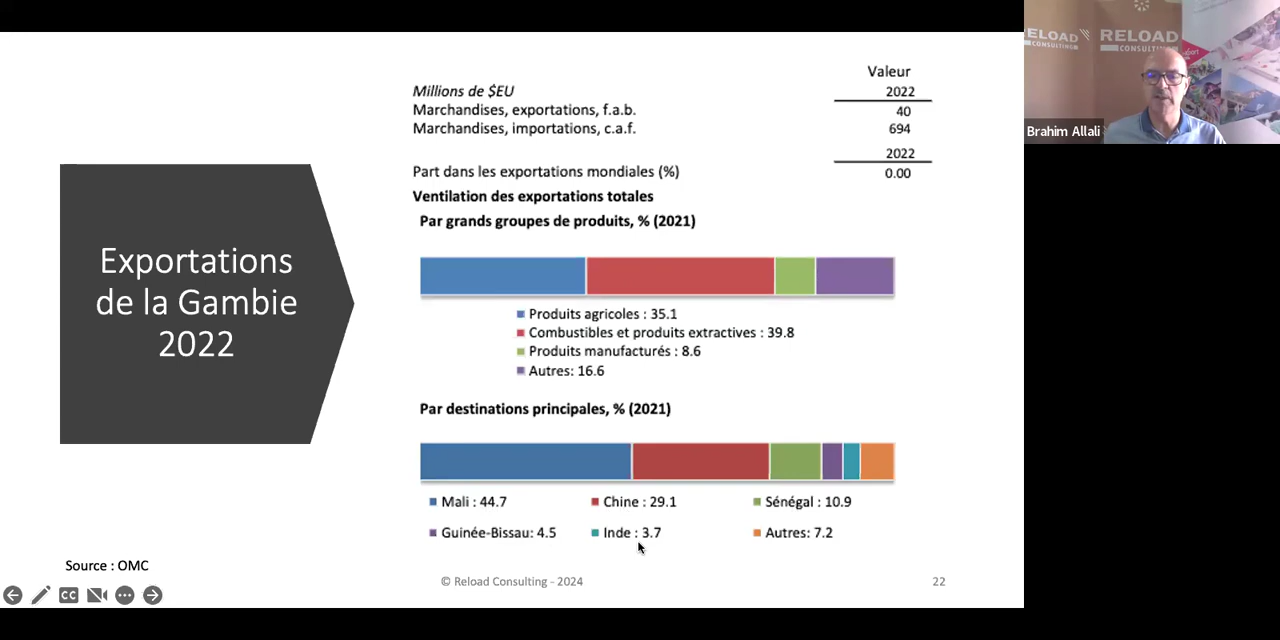 Exportations
de la Gambie
2022
Valeur
Millions de $EU 2022
Marchandises, exportations, f.a.b. 40
Marchandises, importations, c.a.f. 694
2022
Part dans les exportations mondiales (%) 0.00
Ventilation des exportations totales
Par grands groupes de produits, % (2021)
Produits agricoles : 35.1
Combustibles et produits extractives : 39.8
Produits manufacturés : 8.6
Autres: 16.6
Par destinations principales, % (2021)
Mali : 44.7 Chine : 29.1 Sénégal : 10.9
Guinée-Bissau: 4.5 Inde : 3.7 Autres: 7.2
Source : OMC
© Reload Consulting - 2024
22
CC
ELOAD RELOAD
CONSULTING CONSULTING
Brahim Allali